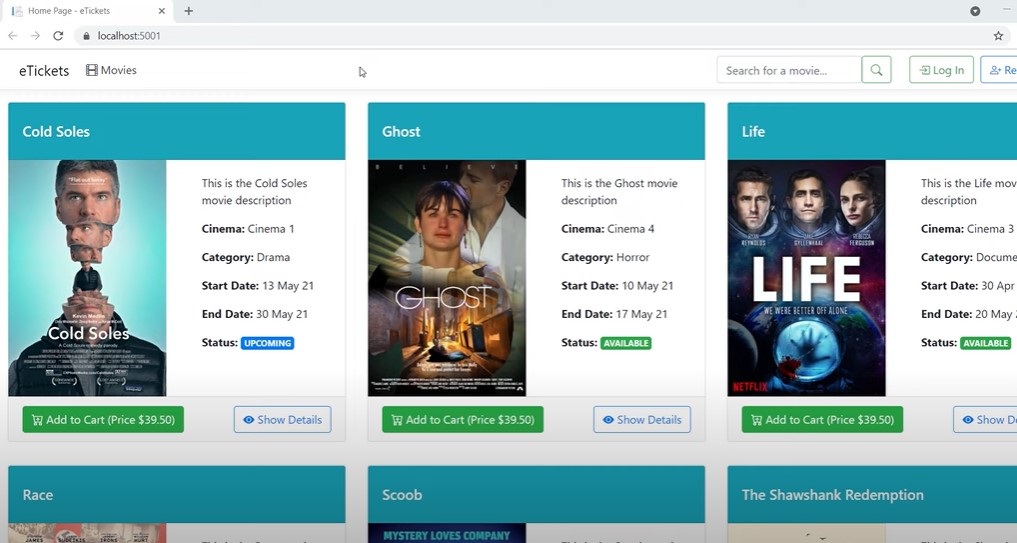 Home Page - eTickets
localhost:5001
eTickets Movies Search for a movie... Log In Re
Cold Soles
"Flat and funny"
Kevin
Cold Soles
This is the Cold Soles
movie description
Cinema: Cinema 1
Category: Drama
Start Date: 13 May 21
End Date: 30 May 21
Status: UPCOMING
Add to Cart (Price $39.50) Show Details
Ghost
BELIEVE
GHOST
This is the Ghost movie
description
Cinema: Cinema 4
Category: Horror
Start Date: 10 May 21
End Date: 17 May 21
Status: AVAILABLE
Add to Cart (Price $39.50) Show Details
Life
REYNOLDS GYLLENHAAL FERGUSON
LIFE
WE WERE BETTER OFF ALONE
NETFLIX
This is the Life mov
description
Cinema: Cinema 3
Category: Docume
Start Date: 30 Apr
End Date: 20 May
Status: AVAILABLE
Add to Cart (Price $39.50) Show De
Race
Scoob
MYSTERY LOVES COMPANY
The Shawshank Redemption